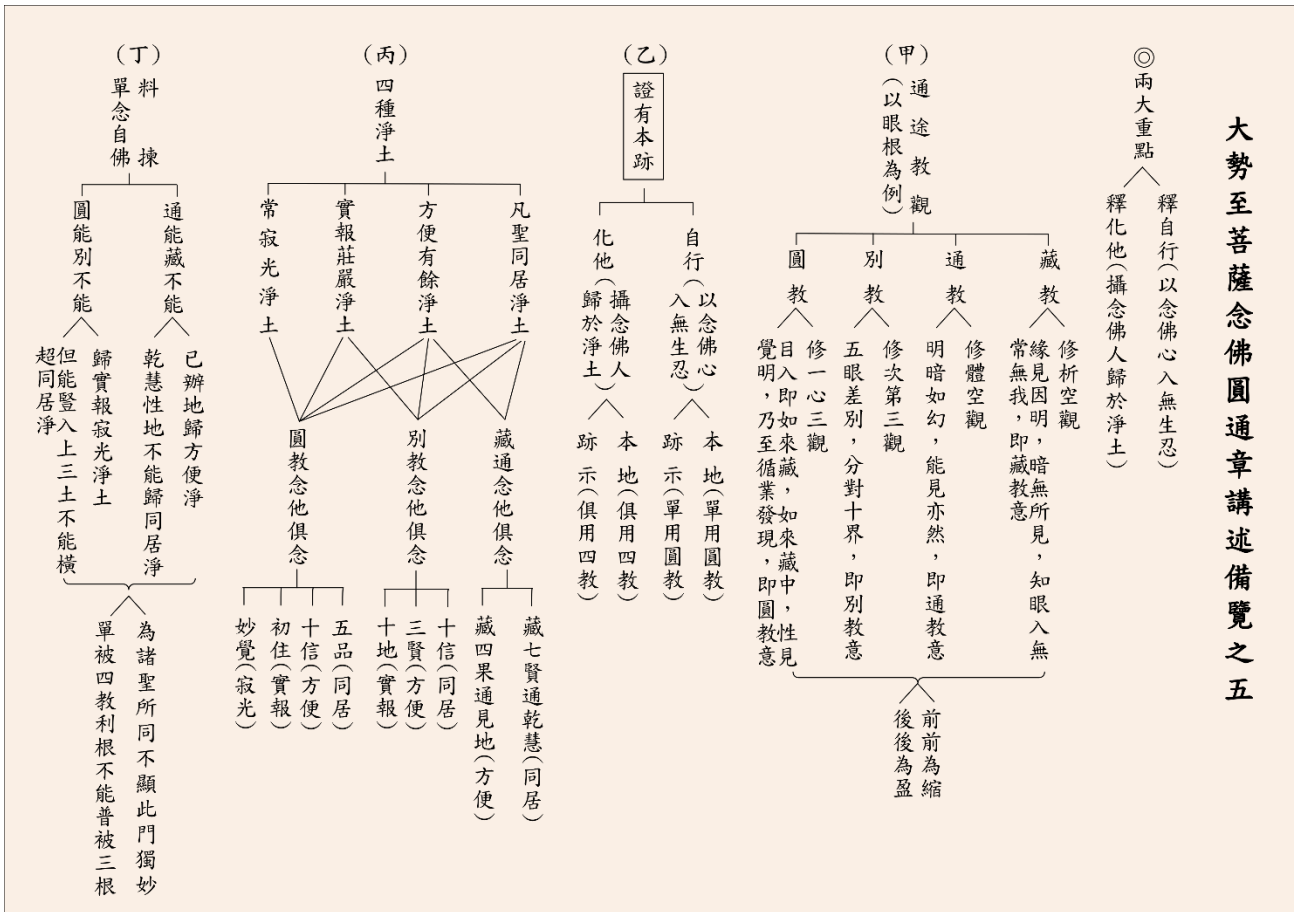 大勢至菩薩念佛圓通章講述備覽之五
◎兩大重點
釋自行(以念佛心入無生忍)
釋化他(攝念佛人歸於淨土)
(甲)
通途教觀
(以眼根為例)
藏教
修析空觀
緣見因明,暗無所見,知眼入無
常無我,即藏教意
通教
修體空觀
明暗如幻,能見亦然,即通教意
別教
修次第三觀
五眼差別,分對十界,即別教意
圓教
修一心三觀
目入即如來藏,如來藏中,性見
覺明,乃至循業發現,即圓教意
前前為縮
後後為盈
(乙)
證有本跡
自行(以念佛心
入無生忍)
本地(單用圓教)
跡示(單用圓教)
化他(攝念佛人
歸於淨土)
本地(俱用四教)
跡示(俱用四教)
(丙)
四種淨土
凡聖同居淨土
方便有餘淨土
實報莊嚴淨土
常寂光淨土
藏通念他俱念
藏七賢通乾慧(同居)
藏四果通見地(方便)
別教念他俱念
十信(同居)
三賢(方便)
十地(實報)
圓教念他俱念
五品(同居)
十信(方便)
初住(實報)
妙覺(寂光)
(丁)
料揀
單念自佛
通能藏不能
已辦地歸方便淨
乾慧性地不能歸同居淨
圓能別不能
歸實報寂光淨土
但能豎入上三土不能橫
超同居淨
為諸聖所同不顯此門獨妙
單被四教利根不能普被三根